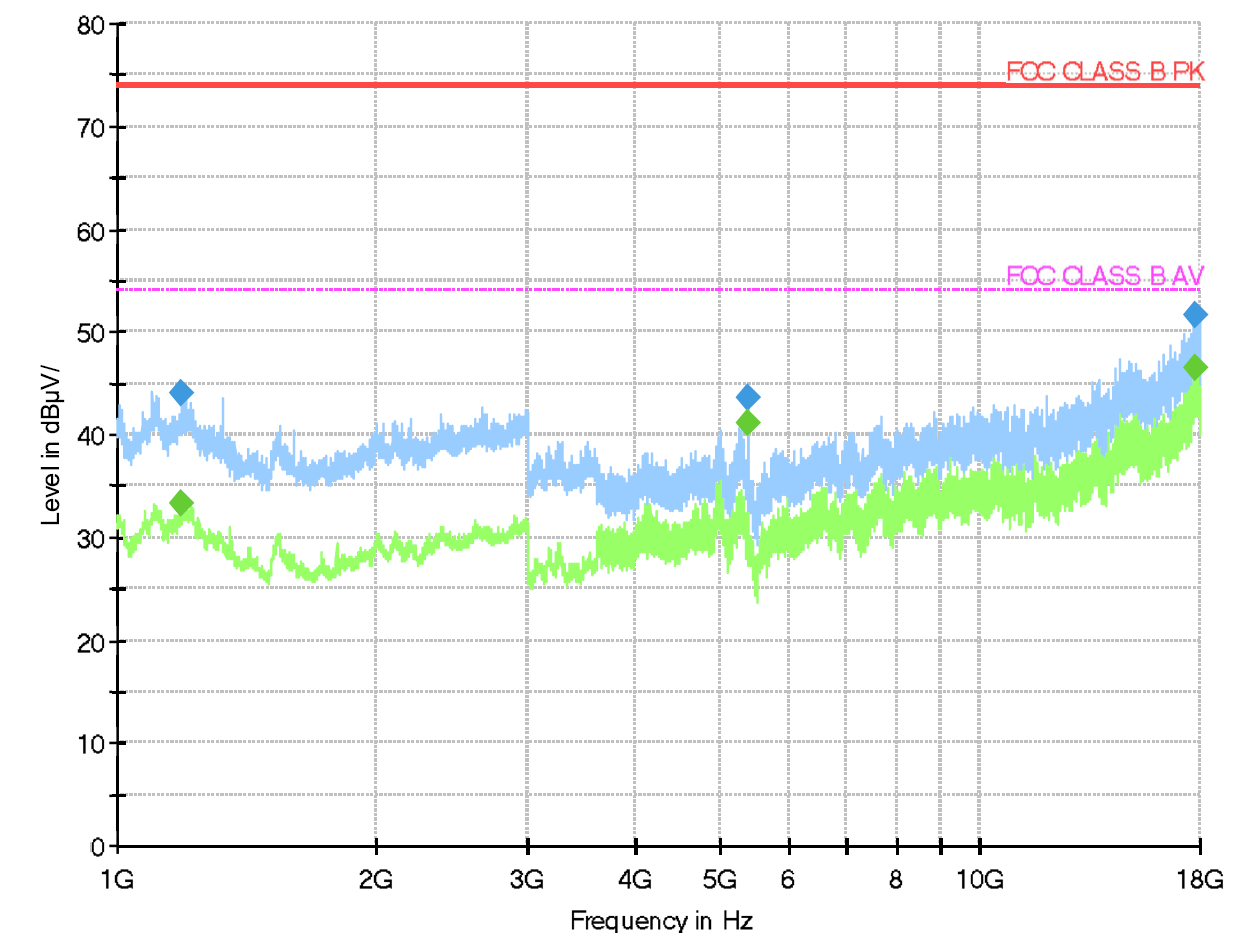 80
FCC CLASS B PK
70
60
FCC CLASS B AV
50
40
30
20
10
0
Level in dBµV/
1G 2G 3G 4G 5G 6 8 10G 18G
Frequency in Hz